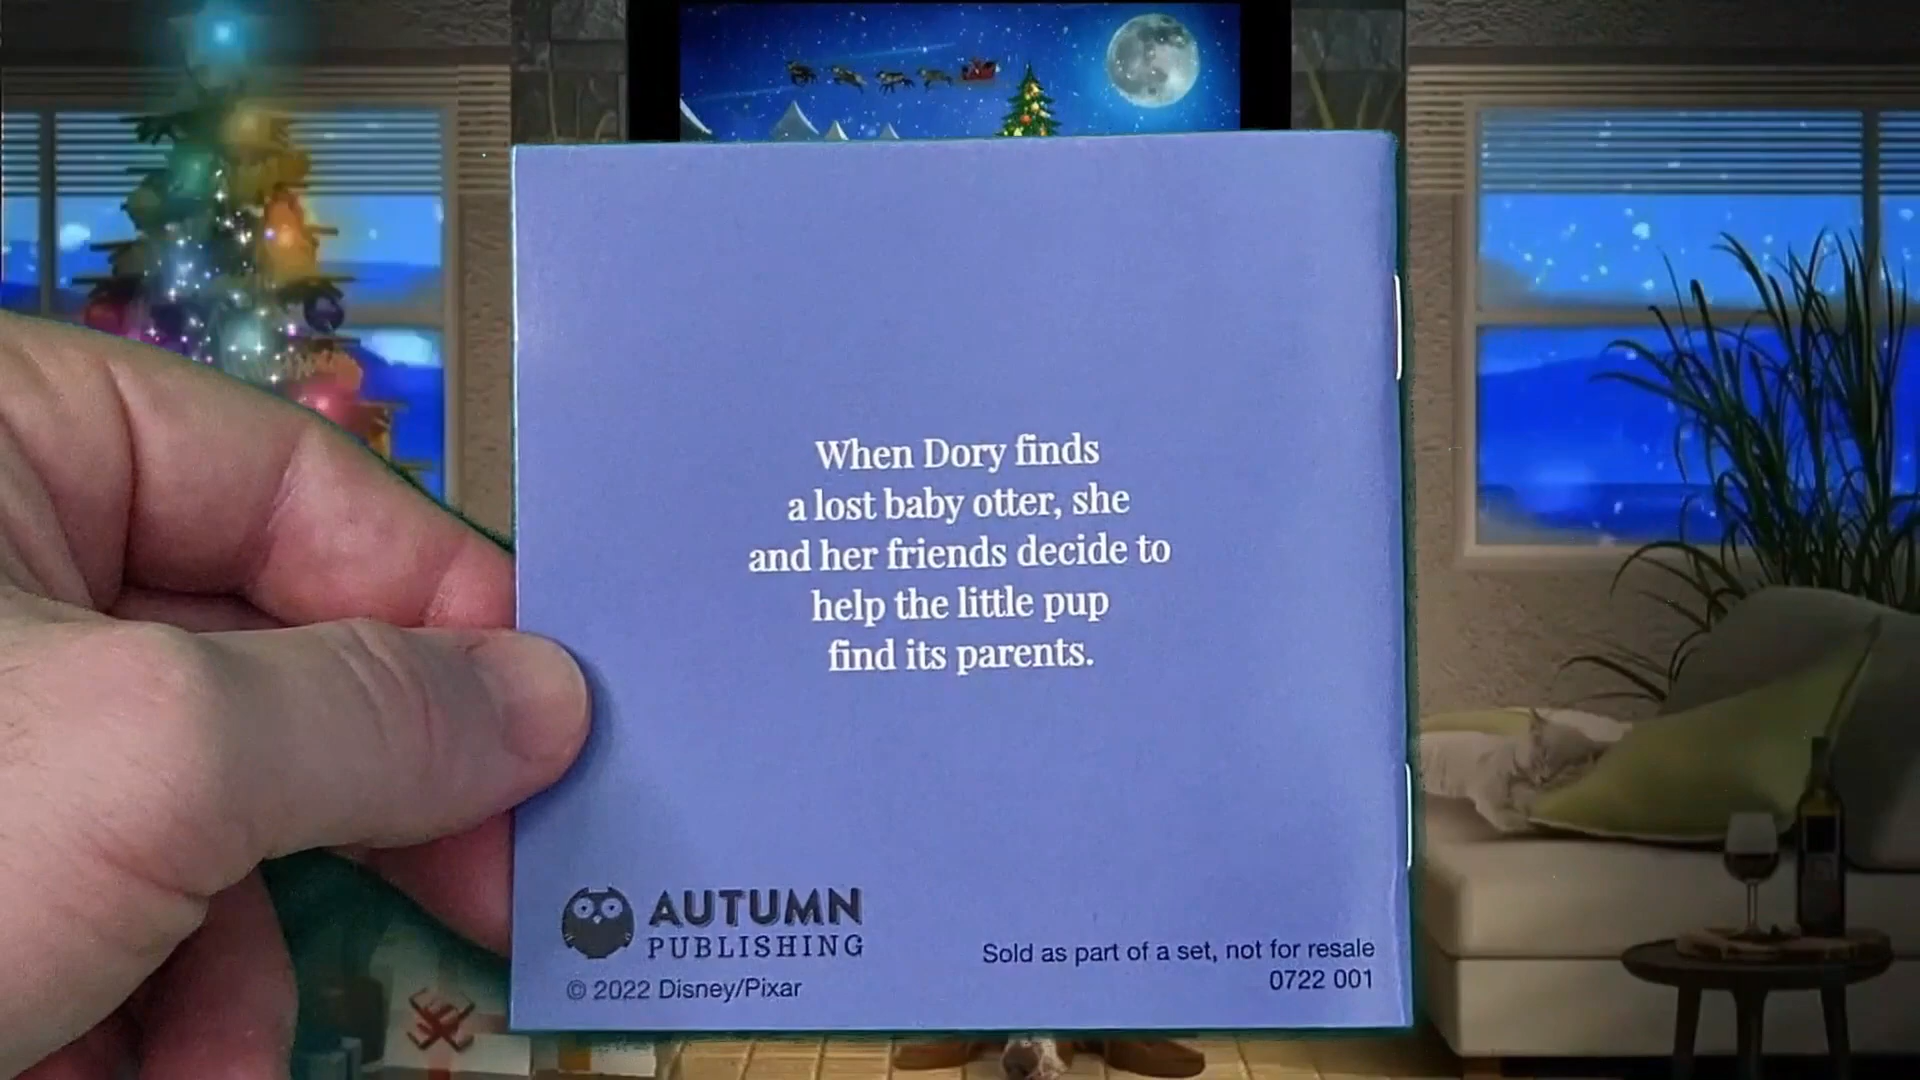 When Dory finds
a lost baby otter, she
and her friends decide to
help the little pup
find its parents.
AUTUMN
PUBLISHING
© 2022 Disney/Pixar
Sold as part of a set, not for resale
0722 001